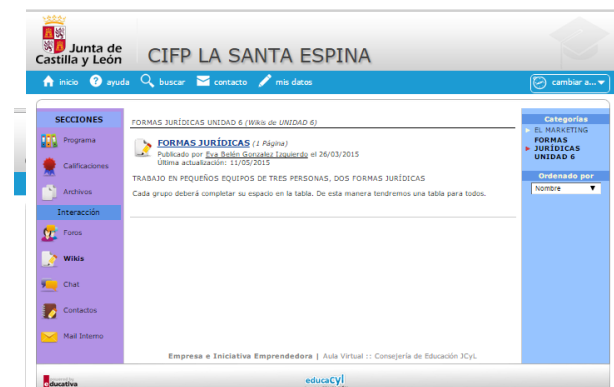 Junta de
Castilla y León
CIFP LA SANTA ESPINA
inicio
ayuda
buscar
contacto
mis datos
cambiar a...
SECCIONES
Programa
Calificaciones
Archivos
Interacción
Foros
Wikis
Chat
Contactos
Mail Interno
FORMAS JURÍDICAS UNIDAD 6 (Wikis de UNIDAD 6)
FORMAS JURÍDICAS (1 Página)
Publicado por Eva Belén Gonzalez Izquierdo el 26/03/2015
Última actualización: 11/05/2015
TRABAJO EN PEQUEÑOS EQUIPOS DE TRES PERSONAS, DOS FORMAS JURÍDICAS
Cada grupo deberá completar su espacio en la tabla. De esta manera tendremos una tabla para todos.
Categorías
EL MARKETING
FORMAS
JURÍDICAS
UNIDAD 6
Ordenado por
Nombre
Empresa e Iniciativa Emprendedora | Aula Virtual :: Consejería de Educación JCyL
educativa
educaCyl